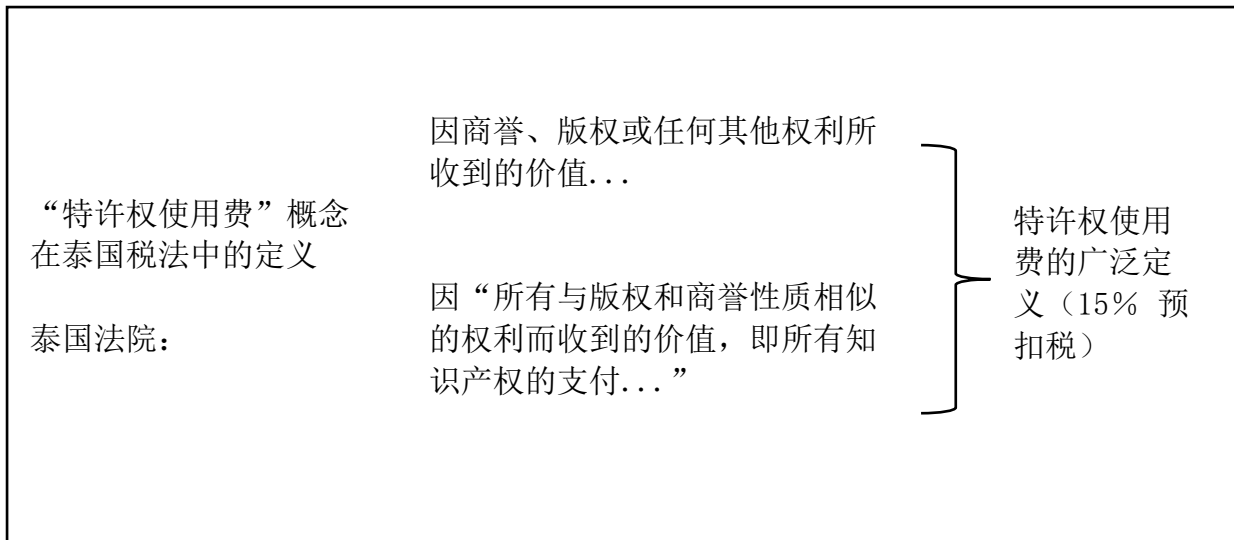 “特许权使用费”概念
在泰国税法中的定义
因商誉、版权或任何其他权利所
收到的价值...
泰国法院：
因“所有与版权和商誉性质相似
的权利而收到的价值，即所有知
识产权的支付...”
特许权使用
费的广泛定
义（15% 预
扣税）